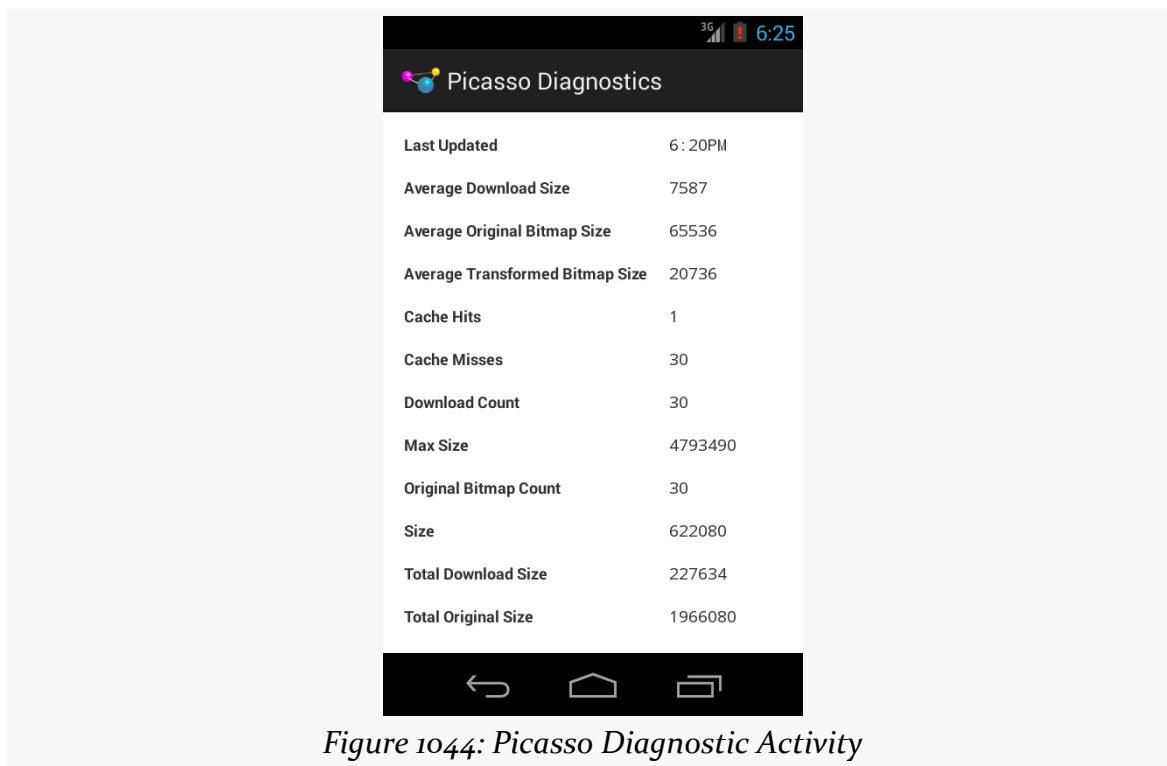 3G 6:25
Picasso Diagnostics
Last Updated 6:20PM
Average Download Size 7587
Average Original Bitmap Size 65536
Average Transformed Bitmap Size 20736
Cache Hits 1
Cache Misses 30
Download Count 30
Max Size 4793490
Original Bitmap Count 30
Size 622080
Total Download Size 227634
Total Original Size 1966080
Figure 1044: Picasso Diagnostic Activity